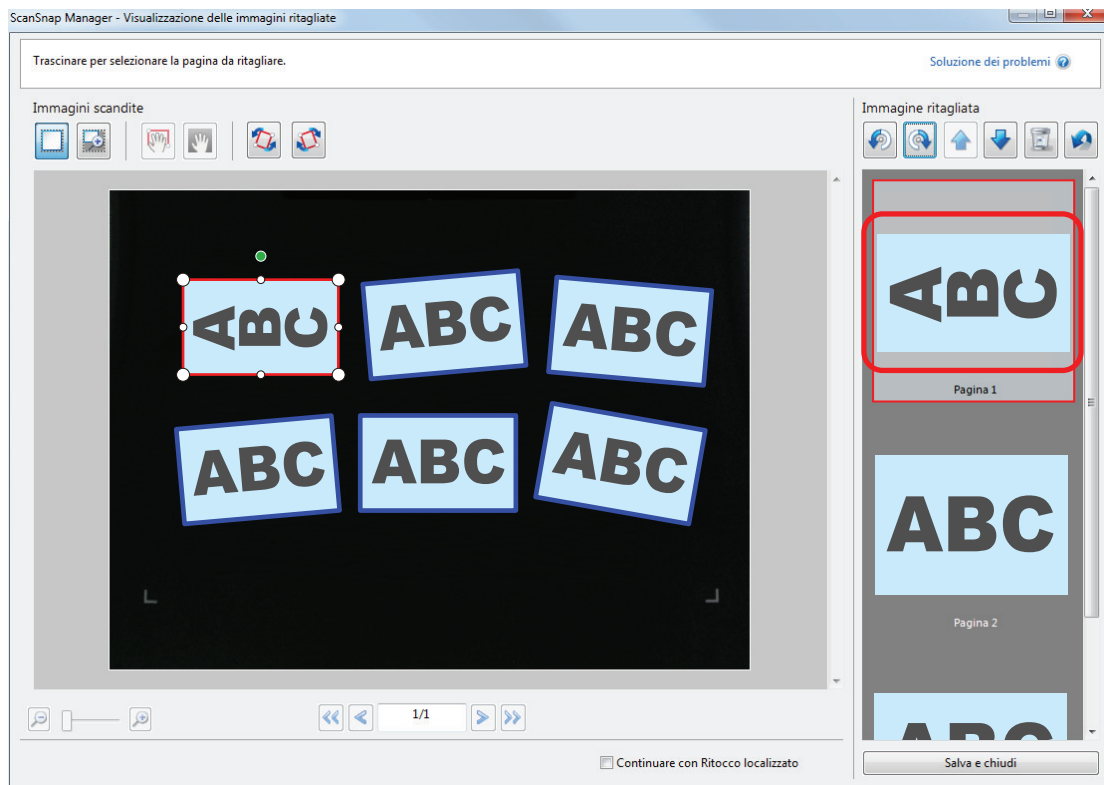 ScanSnap Manager - Visualizzazione delle immagini ritagliate
Trascinare per selezionare la pagina da ritagliare.
Soluzione dei problemi
Immagini scandite
Immagine ritagliata
ABC
ABC
ABC
ABC
ABC
ABC
ABC
Pagina 1
ABC
Pagina 2
ABC
1/1
Continuare con Ritocco localizzato
Salva e chiudi